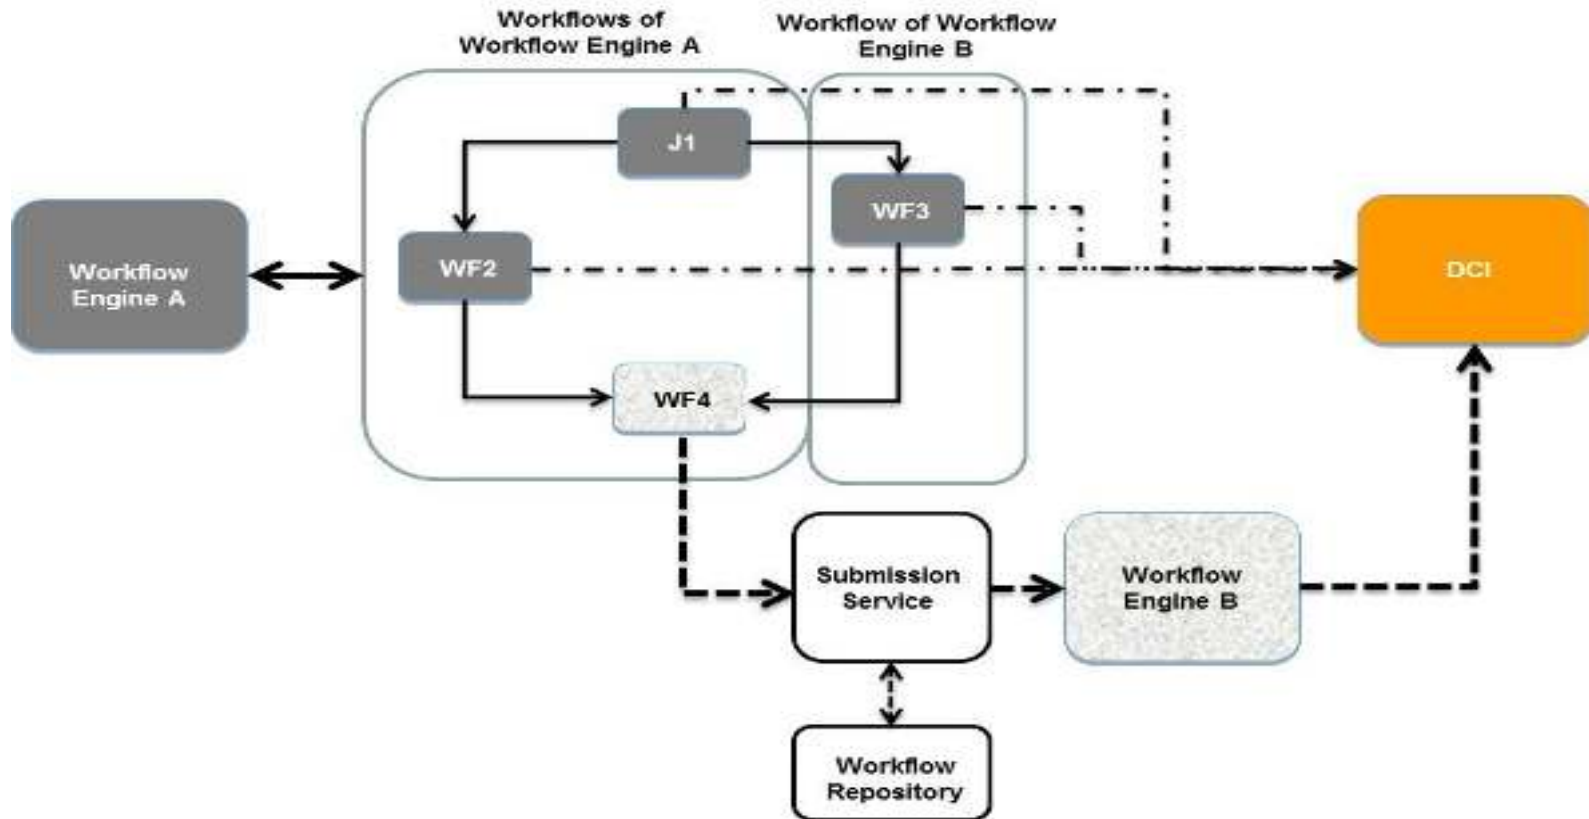 Workflows of
Workflow Engine A
Workflow of Workflow
Engine B
J1
WF3
WF2
Workflow
Engine A
DCI
WF4
Submission
Service
Workflow
Engine B
Workflow
Repository